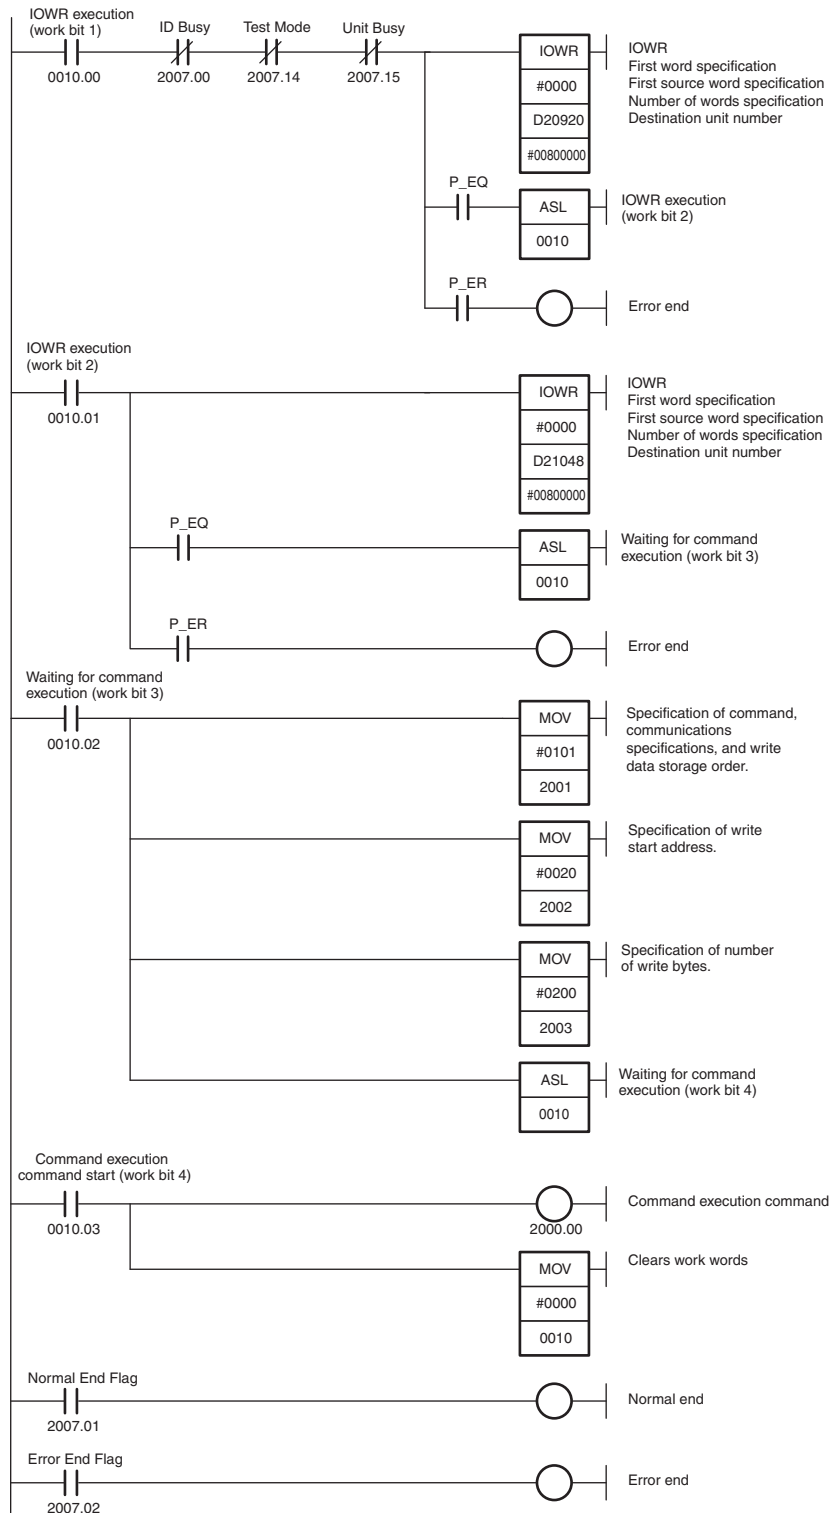 IOWR execution
(work bit 1)
ID Busy
Test Mode
Unit Busy
0010.00
2007.00
2007.14
2007.15
IOWR
#0000
D20920
#00800000
IOWR
First word specification
First source word specification
Number of words specification
Destination unit number
P_EQ
ASL
0010
IOWR execution
(work bit 2)
P_ER
Error end
IOWR execution
(work bit 2)
0010.01
IOWR
#0000
D21048
#00800000
IOWR
First word specification
First source word specification
Number of words specification
Destination unit number
P_EQ
ASL
0010
Waiting for command
execution (work bit 3)
P_ER
Error end
Waiting for command
execution (work bit 3)
0010.02
MOV
#0101
2001
Specification of command,
communications
specifications, and write
data storage order.
MOV
#0020
2002
Specification of write
start address.
MOV
#0200
2003
Specification of number
of write bytes.
ASL
0010
Waiting for command
execution (work bit 4)
Command execution
command start (work bit 4)
0010.03
2000.00
Command execution command
MOV
#0000
0010
Clears work words
Normal End Flag
2007.01
Normal end
Error End Flag
2007.02
Error end